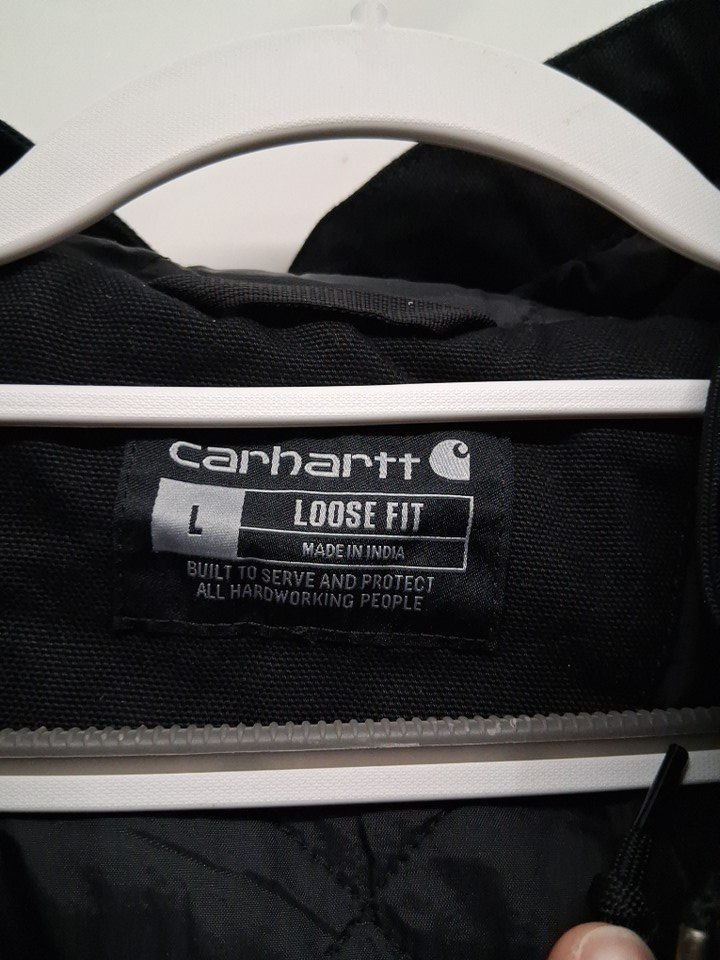 carhartt
L
LOOSE FIT
MADE IN INDIA
BUILT TO SERVE AND PROTECT
ALL HARDWORKING PEOPLE